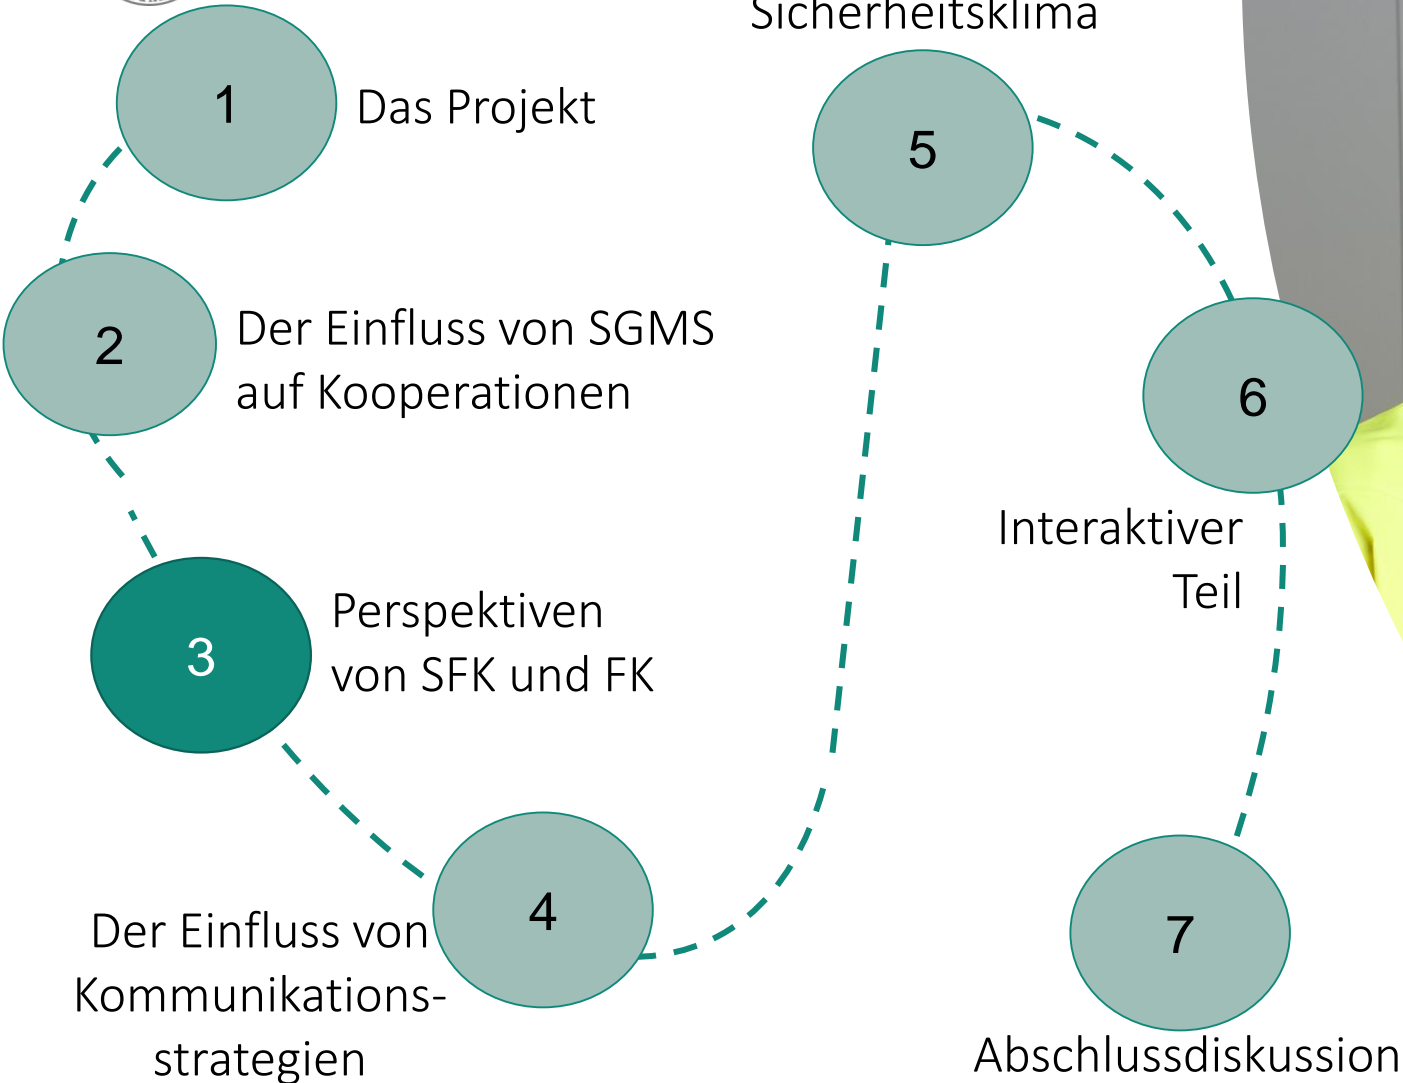 1
Das Projekt
2
Der Einfluss von SGMS
auf Kooperationen
3
Perspektiven
von SFK und FK
4
Der Einfluss von
Kommunikations-
strategien
Sicherheitsklima
5
6
Interaktiver
Teil
7
Abschlussdiskussion